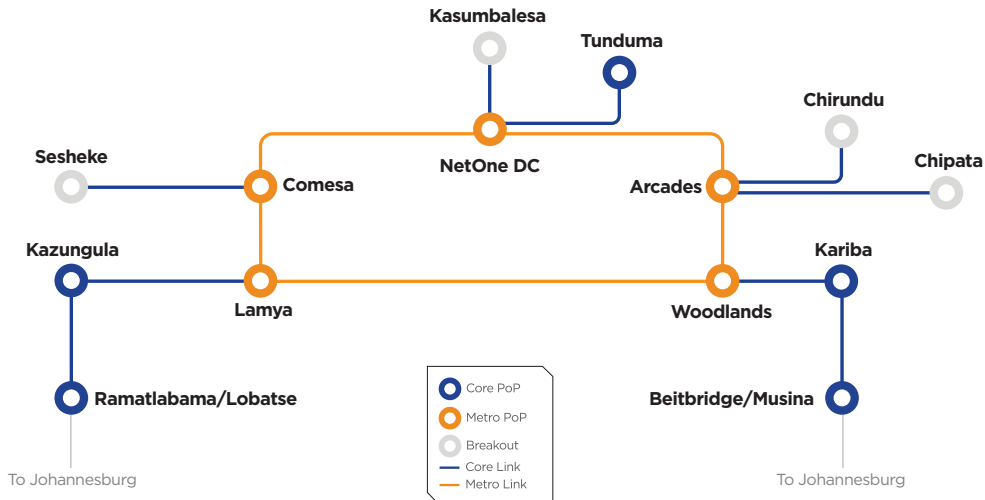 Kasumbalesa
Tunduma
Chirundu
Sesheke
NetOne DC
Chipata
Comesa
Arcades
Kazungula
Kariba
Lamya
Woodlands
Core PoP
Ramatlabama/Lobatse
Beitbridge/Musina
Metro PoP
Breakout
Core Link
Metro Link
To Johannesburg
To Johannesburg